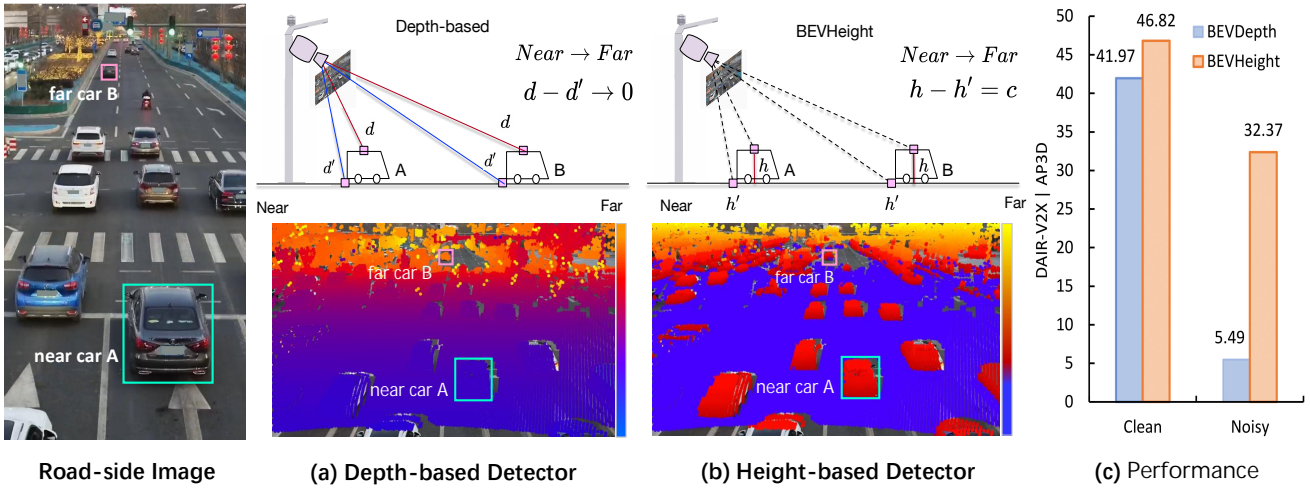 far car B
near car A
Road-side Image
Depth-based
Near → Far
d − d′ → 0
d
d
d′
d′
A
B
Near
Far
far car B
near car A
(a) Depth-based Detector
BEVHeight
Near → Far
h − h′ = c
h
A
h
B
h′
h′
Near
Far
far car B
near car A
(b) Height-based Detector
DAIR-V2X | AP3D
50
45
40
35
30
25
20
15
10
5
0
41.97
46.82
5.49
32.37
BEVDepth
BEVHeight
Clean
Noisy
(c) Performance